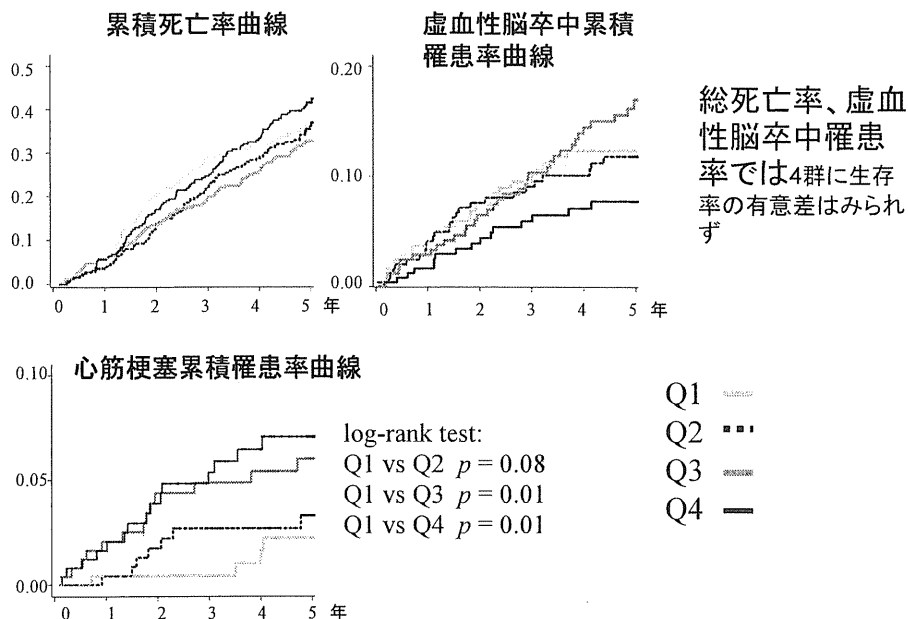 累積死亡率曲線
0.5
0.4
0.3
0.2
0.1
0.0
0 1 2 3 4 5 年
虚血性脳卒中累積
罹患率曲線
0.20
0.10
0.00
0 1 2 3 4 5 年
総死亡率、虚血
性脳卒中罹患
率では4群に生存
率の有意差はみられ
ず
心筋梗塞累積罹患率曲線
0.10
0.05
0.00
0 1 2 3 4 5 年
log-rank test:
Q1 vs Q2 p = 0.08
Q1 vs Q3 p = 0.01
Q1 vs Q4 p = 0.01
Q1
Q2
Q3
Q4